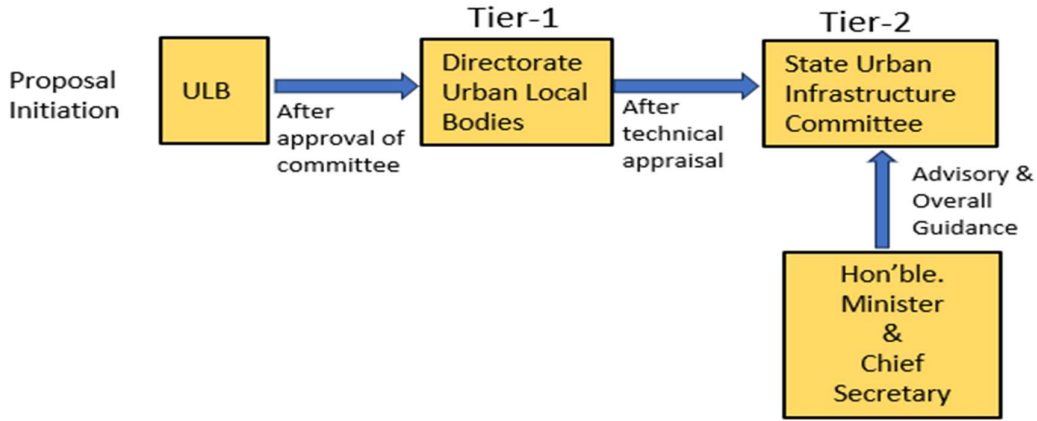 Tier-1
Tier-2
Proposal
Initiation
ULB
After
approval of
committee
Directorate
Urban Local
Bodies
After
technical
appraisal
State Urban
Infrastructure
Committee
Advisory &
Overall
Guidance
Hon'ble.
Minister
&
Chief
Secretary